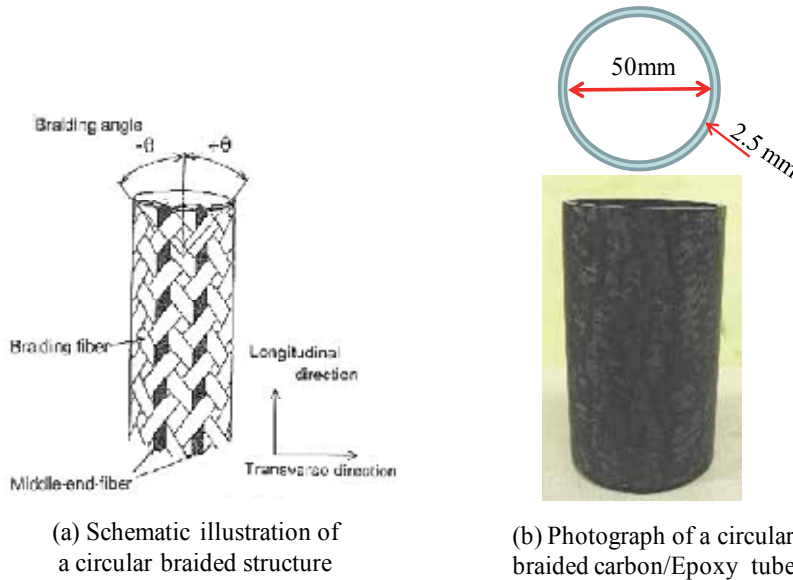 Braiding angle
-θ +θ
Braiding fiber
Longitudinal
direction
Transverse direction
Middle-end-fiber
(a) Schematic illustration of
a circular braided structure
50mm
2.5 mm
(b) Photograph of a circular
braided carbon/Epoxy tube